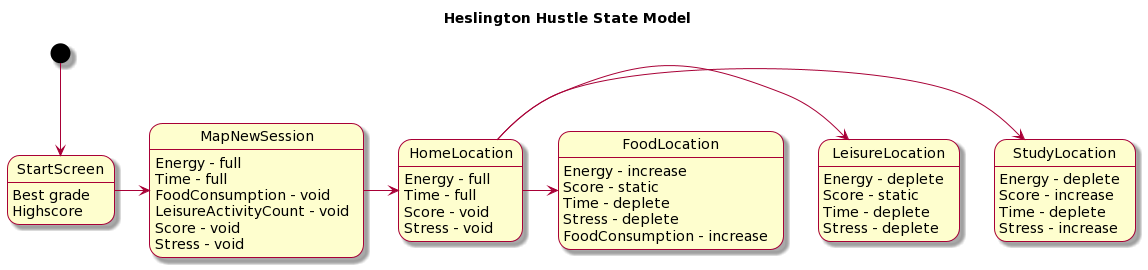 Heslington Hustle State Model
StartScreen
Best grade
Highscore
MapNewSession
Energy - full
Time - full
FoodConsumption - void
LeisureActivityCount - void
Score - void
Stress - void
HomeLocation
Energy - full
Time - full
Score - void
Stress - void
FoodLocation
Energy - increase
Score - static
Time - deplete
Stress - deplete
FoodConsumption - increase
LeisureLocation
Energy - deplete
Score - static
Time - deplete
Stress - deplete
StudyLocation
Energy - deplete
Score - increase
Time - deplete
Stress - increase